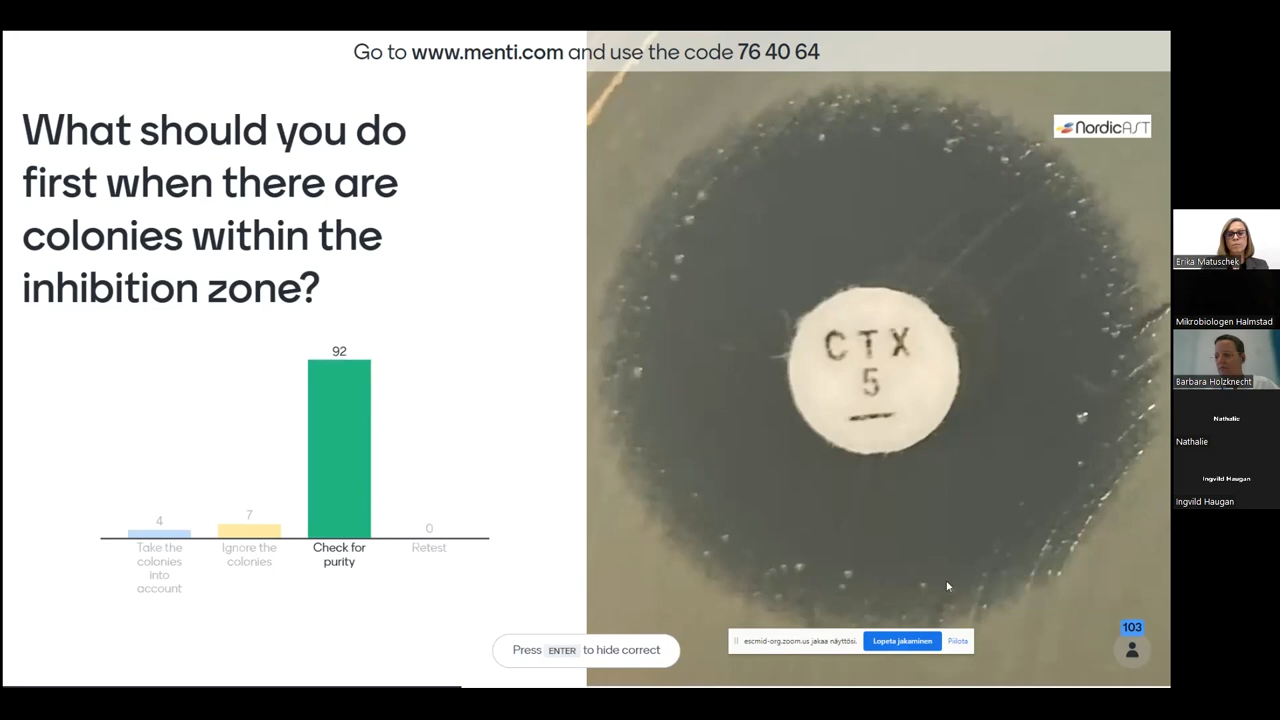 Go to www.menti.com and use the code 76 40 64
What should you do
first when there are
colonies within the
inhibition zone?
92
4
7
0
Take the
colonies
into
account
Ignore the
colonies
Check for
purity
Retest
Press ENTER to hide correct
NordicAST
CTX
5
escmid-org.zoom.us jakaa näyttösi.
Lopeta jakaminen
Piilota
103
Erika Matuschek
Mikrobiologen Halmstad
Barbara Holzknecht
Nathalie
Nathalie
Ingvild Haugan
Ingvild Haugan